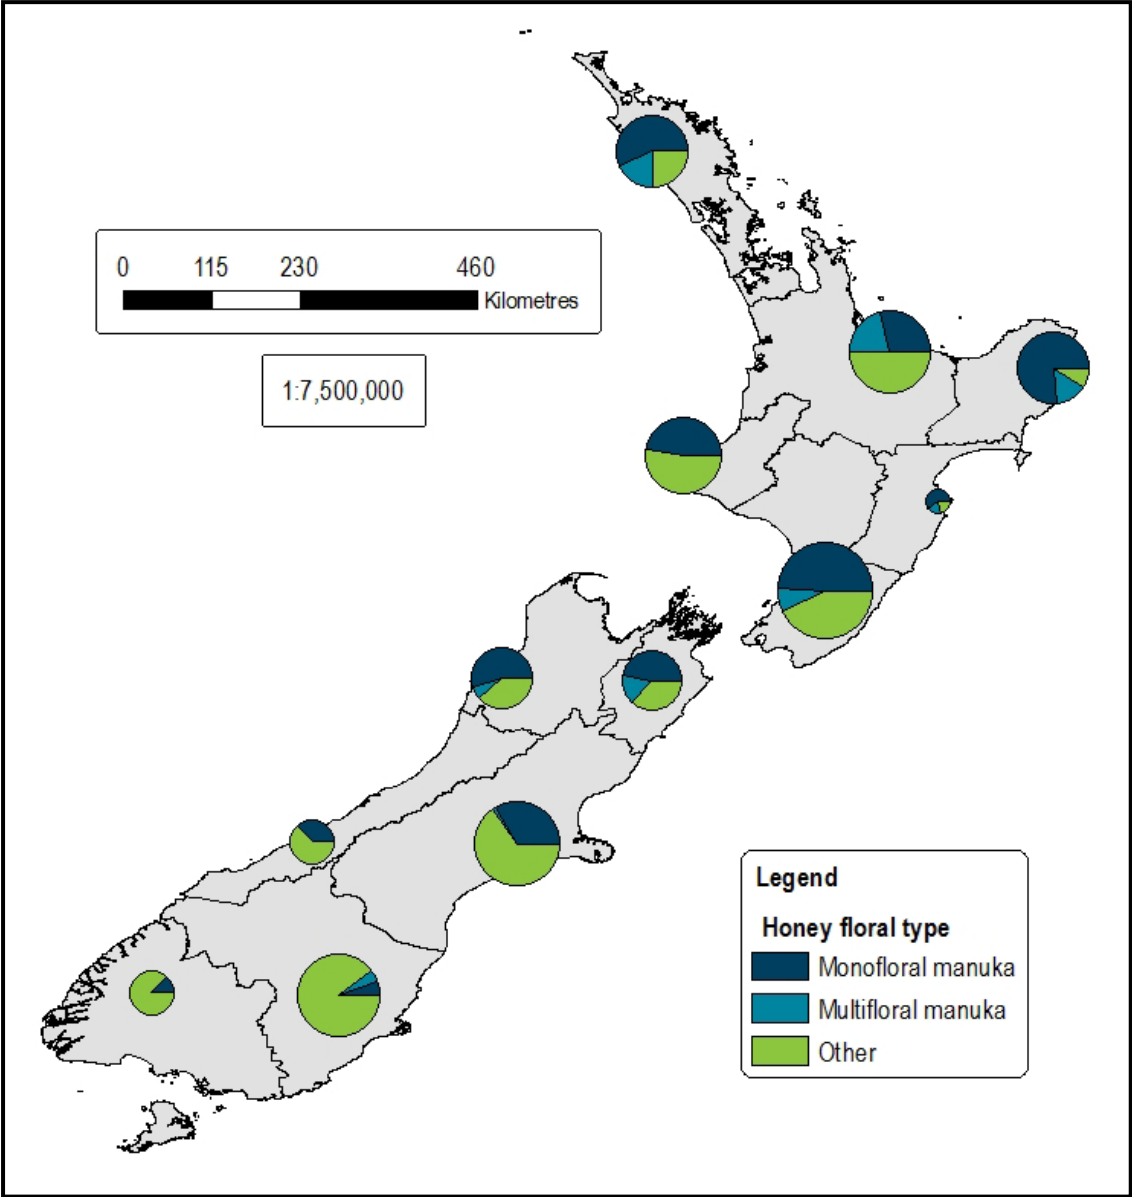 0 115 230 460
Kilometres
1:7,500,000
Legend
Honey floral type
Monofloral manuka
Multifloral manuka
Other